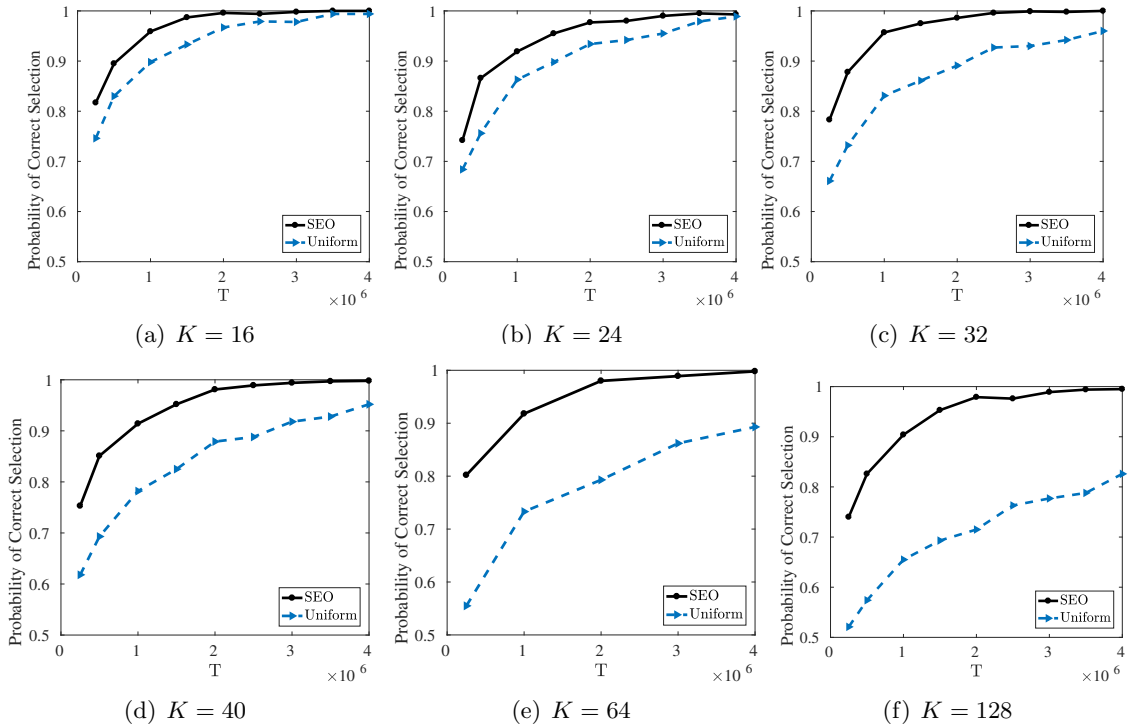 Probability of Correct Selection
1
0.9
0.8
0.7
0.6
0.5
0 1 2 3 4
T
×10 6
SEO
Uniform
(a) K = 16
Probability of Correct Selection
1
0.9
0.8
0.7
0.6
0.5
0 1 2 3 4
T
×10 6
SEO
Uniform
(b) K = 24
Probability of Correct Selection
1
0.9
0.8
0.7
0.6
0.5
0 1 2 3 4
T
×10 6
SEO
Uniform
(c) K = 32
Probability of Correct Selection
1
0.9
0.8
0.7
0.6
0.5
0 1 2 3 4
T
×10 6
SEO
Uniform
(d) K = 40
Probability of Correct Selection
1
0.9
0.8
0.7
0.6
0.5
0 1 2 3 4
T
×10 6
SEO
Uniform
(e) K = 64
Probability of Correct Selection
1
0.9
0.8
0.7
0.6
0.5
0 1 2 3 4
T
×10 6
SEO
Uniform
(f) K = 128